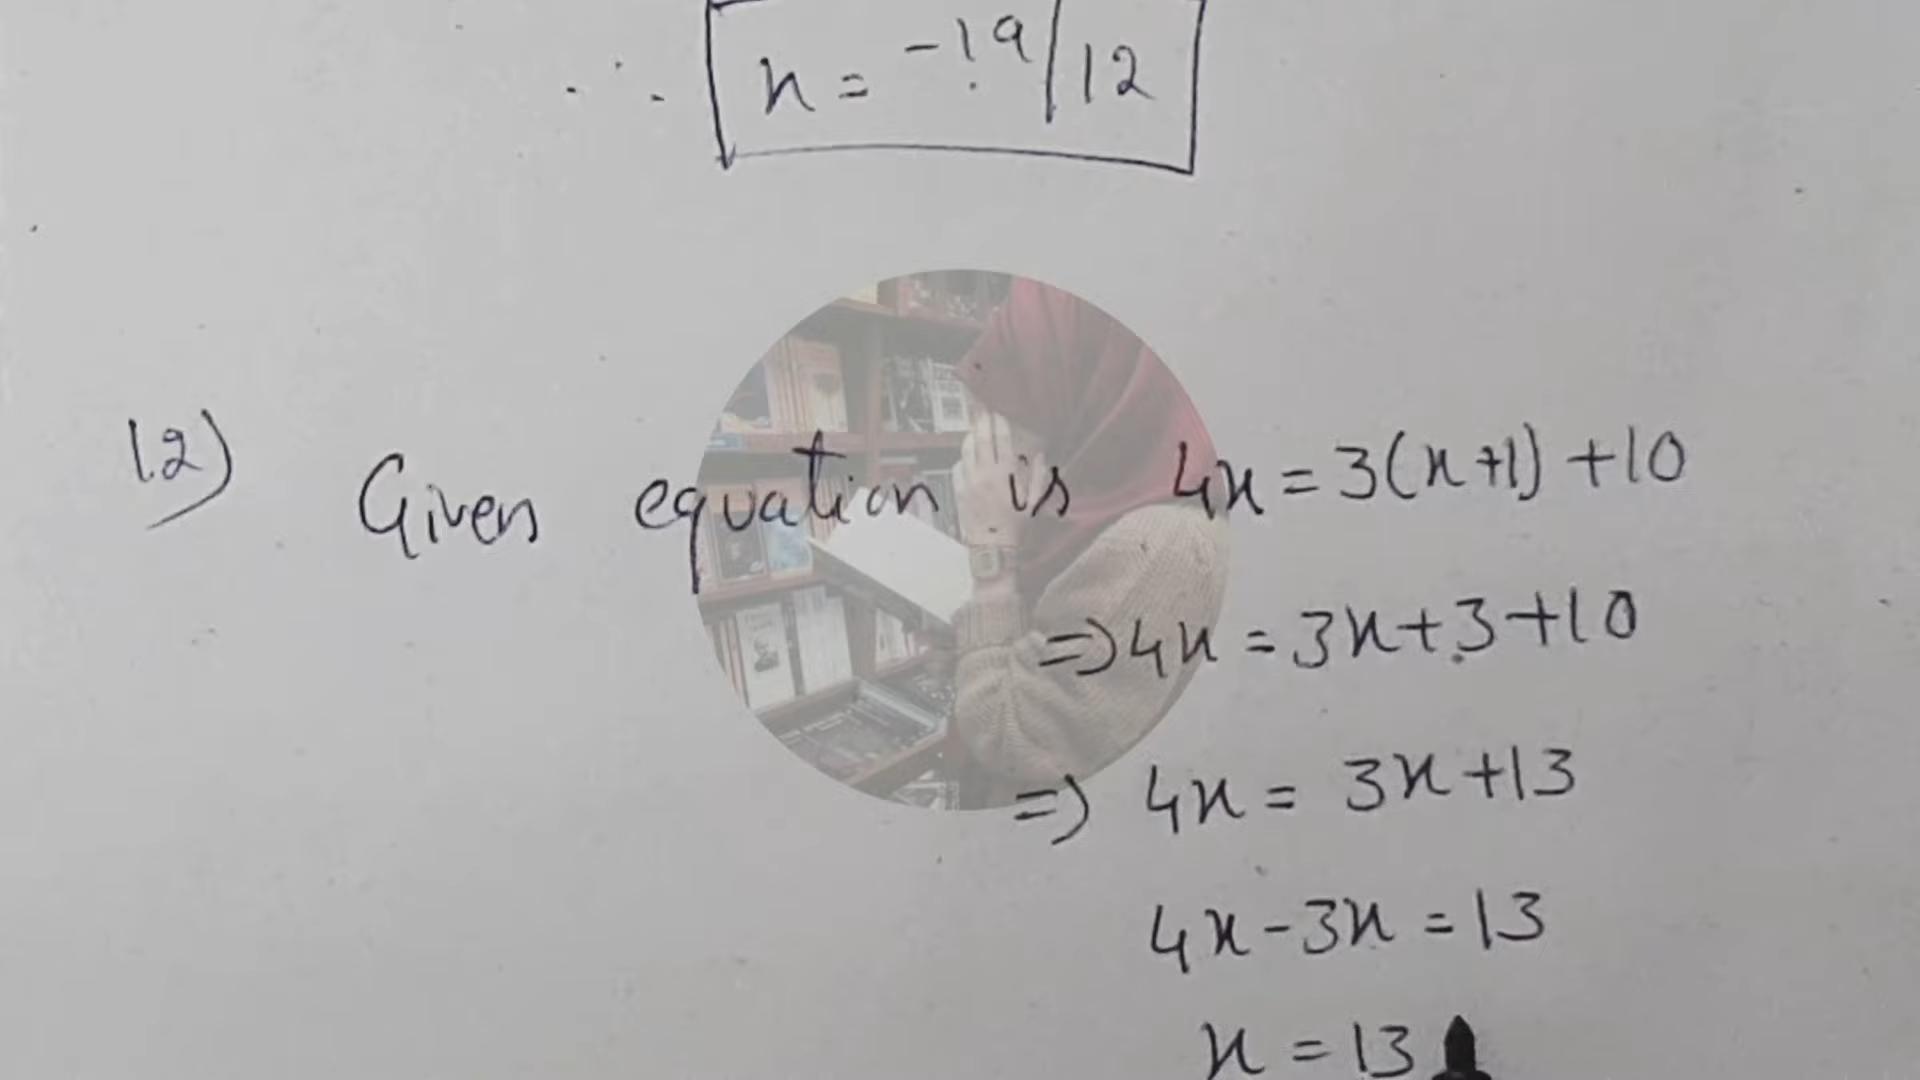 ∴ x = -19/12
12) Given equation is 4x = 3(x+1) +10
⇒ 4x = 3x+3+10
⇒ 4x = 3x+13
4x-3x = 13
x = 13